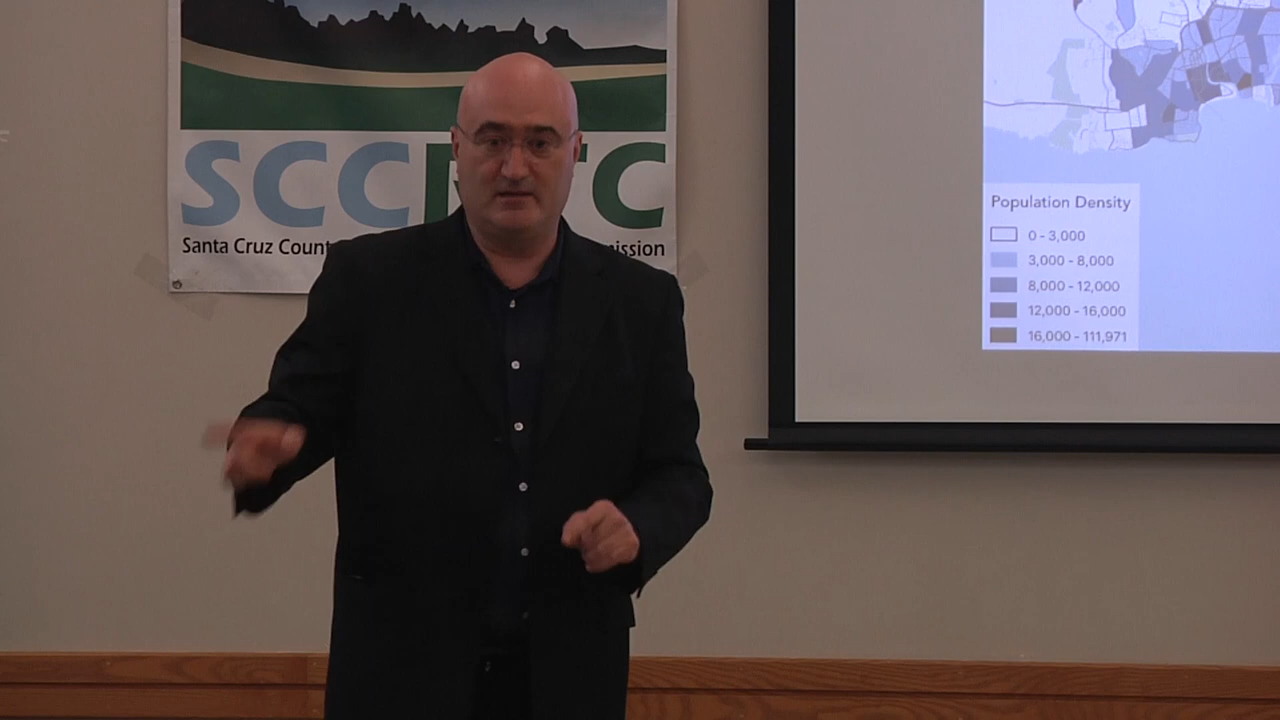 SCC TC
Santa Cruz Count ission
Population Density
0 - 3,000
3,000 - 8,000
8,000 - 12,000
12,000 - 16,000
16,000 - 111,971